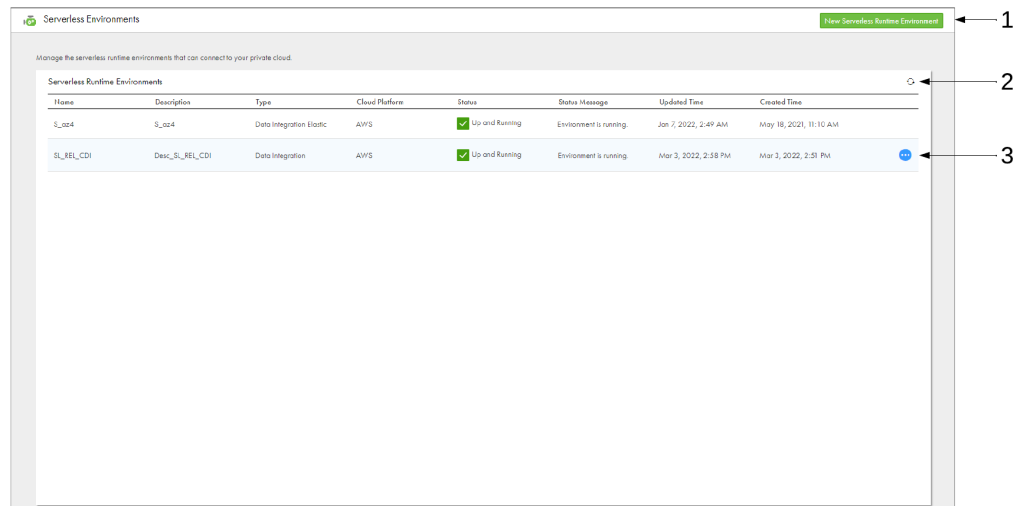 Serverless Environments
New Serverless Runtime Environment
1
Manage the serverless runtime environments that can connect to your private cloud.
Serverless Runtime Environments
2
Name Description Type Cloud Platform Status Status Message Updated Time Created Time
S_az4 S_az4 Data Integration Elastic AWS Up and Running Environment is running. Jan 7, 2022, 2:49 AM May 18, 2021, 11:10 AM
SL_REL_CDI Desc_SL_REL_CDI Data Integration AWS Up and Running Environment is running. Mar 3, 2022, 2:58 PM Mar 3, 2022, 2:51 PM
3